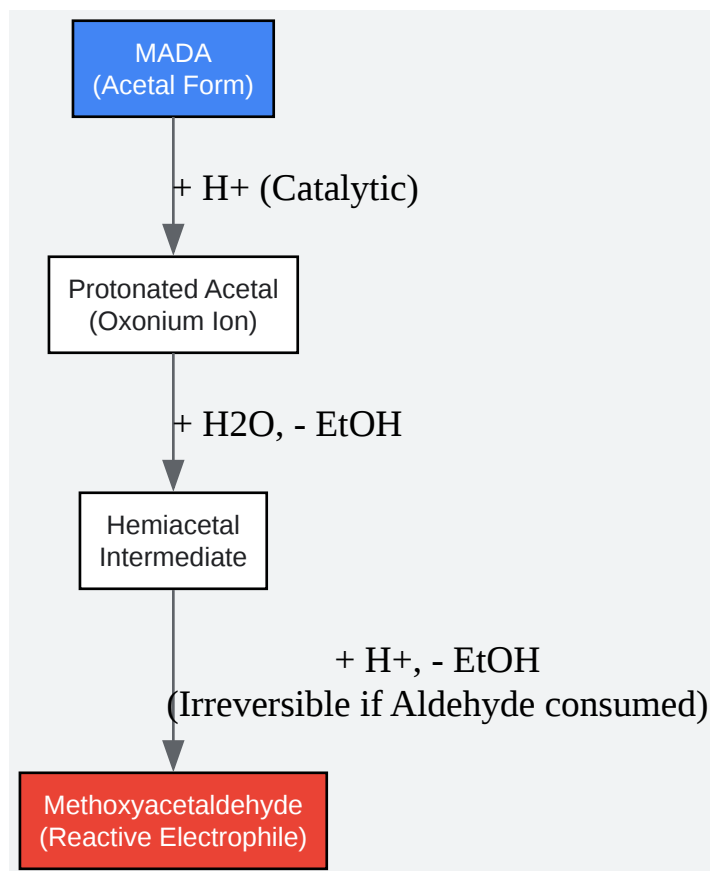 MADA
(Acetal Form)
+ H+ (Catalytic)
Protonated Acetal
(Oxonium Ion)
+ H2O, - EtOH
Hemiacetal
Intermediate
+ H+, - EtOH
(Irreversible if Aldehyde consumed)
Methoxyacetaldehyde
(Reactive Electrophile)